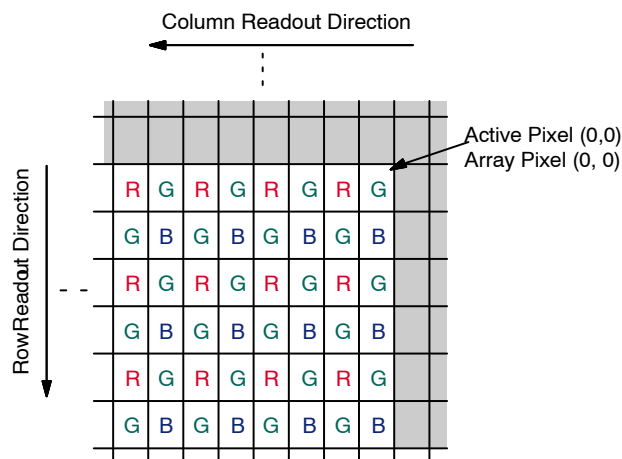 Column Readout Direction
Active Pixel (0,0)
Array Pixel (0, 0)
RowReadout Direction
R G R G R G R G
G B G B G B G B
R G R G R G R G
G B G B G B G B
R G R G R G R G
G B G B G B G B